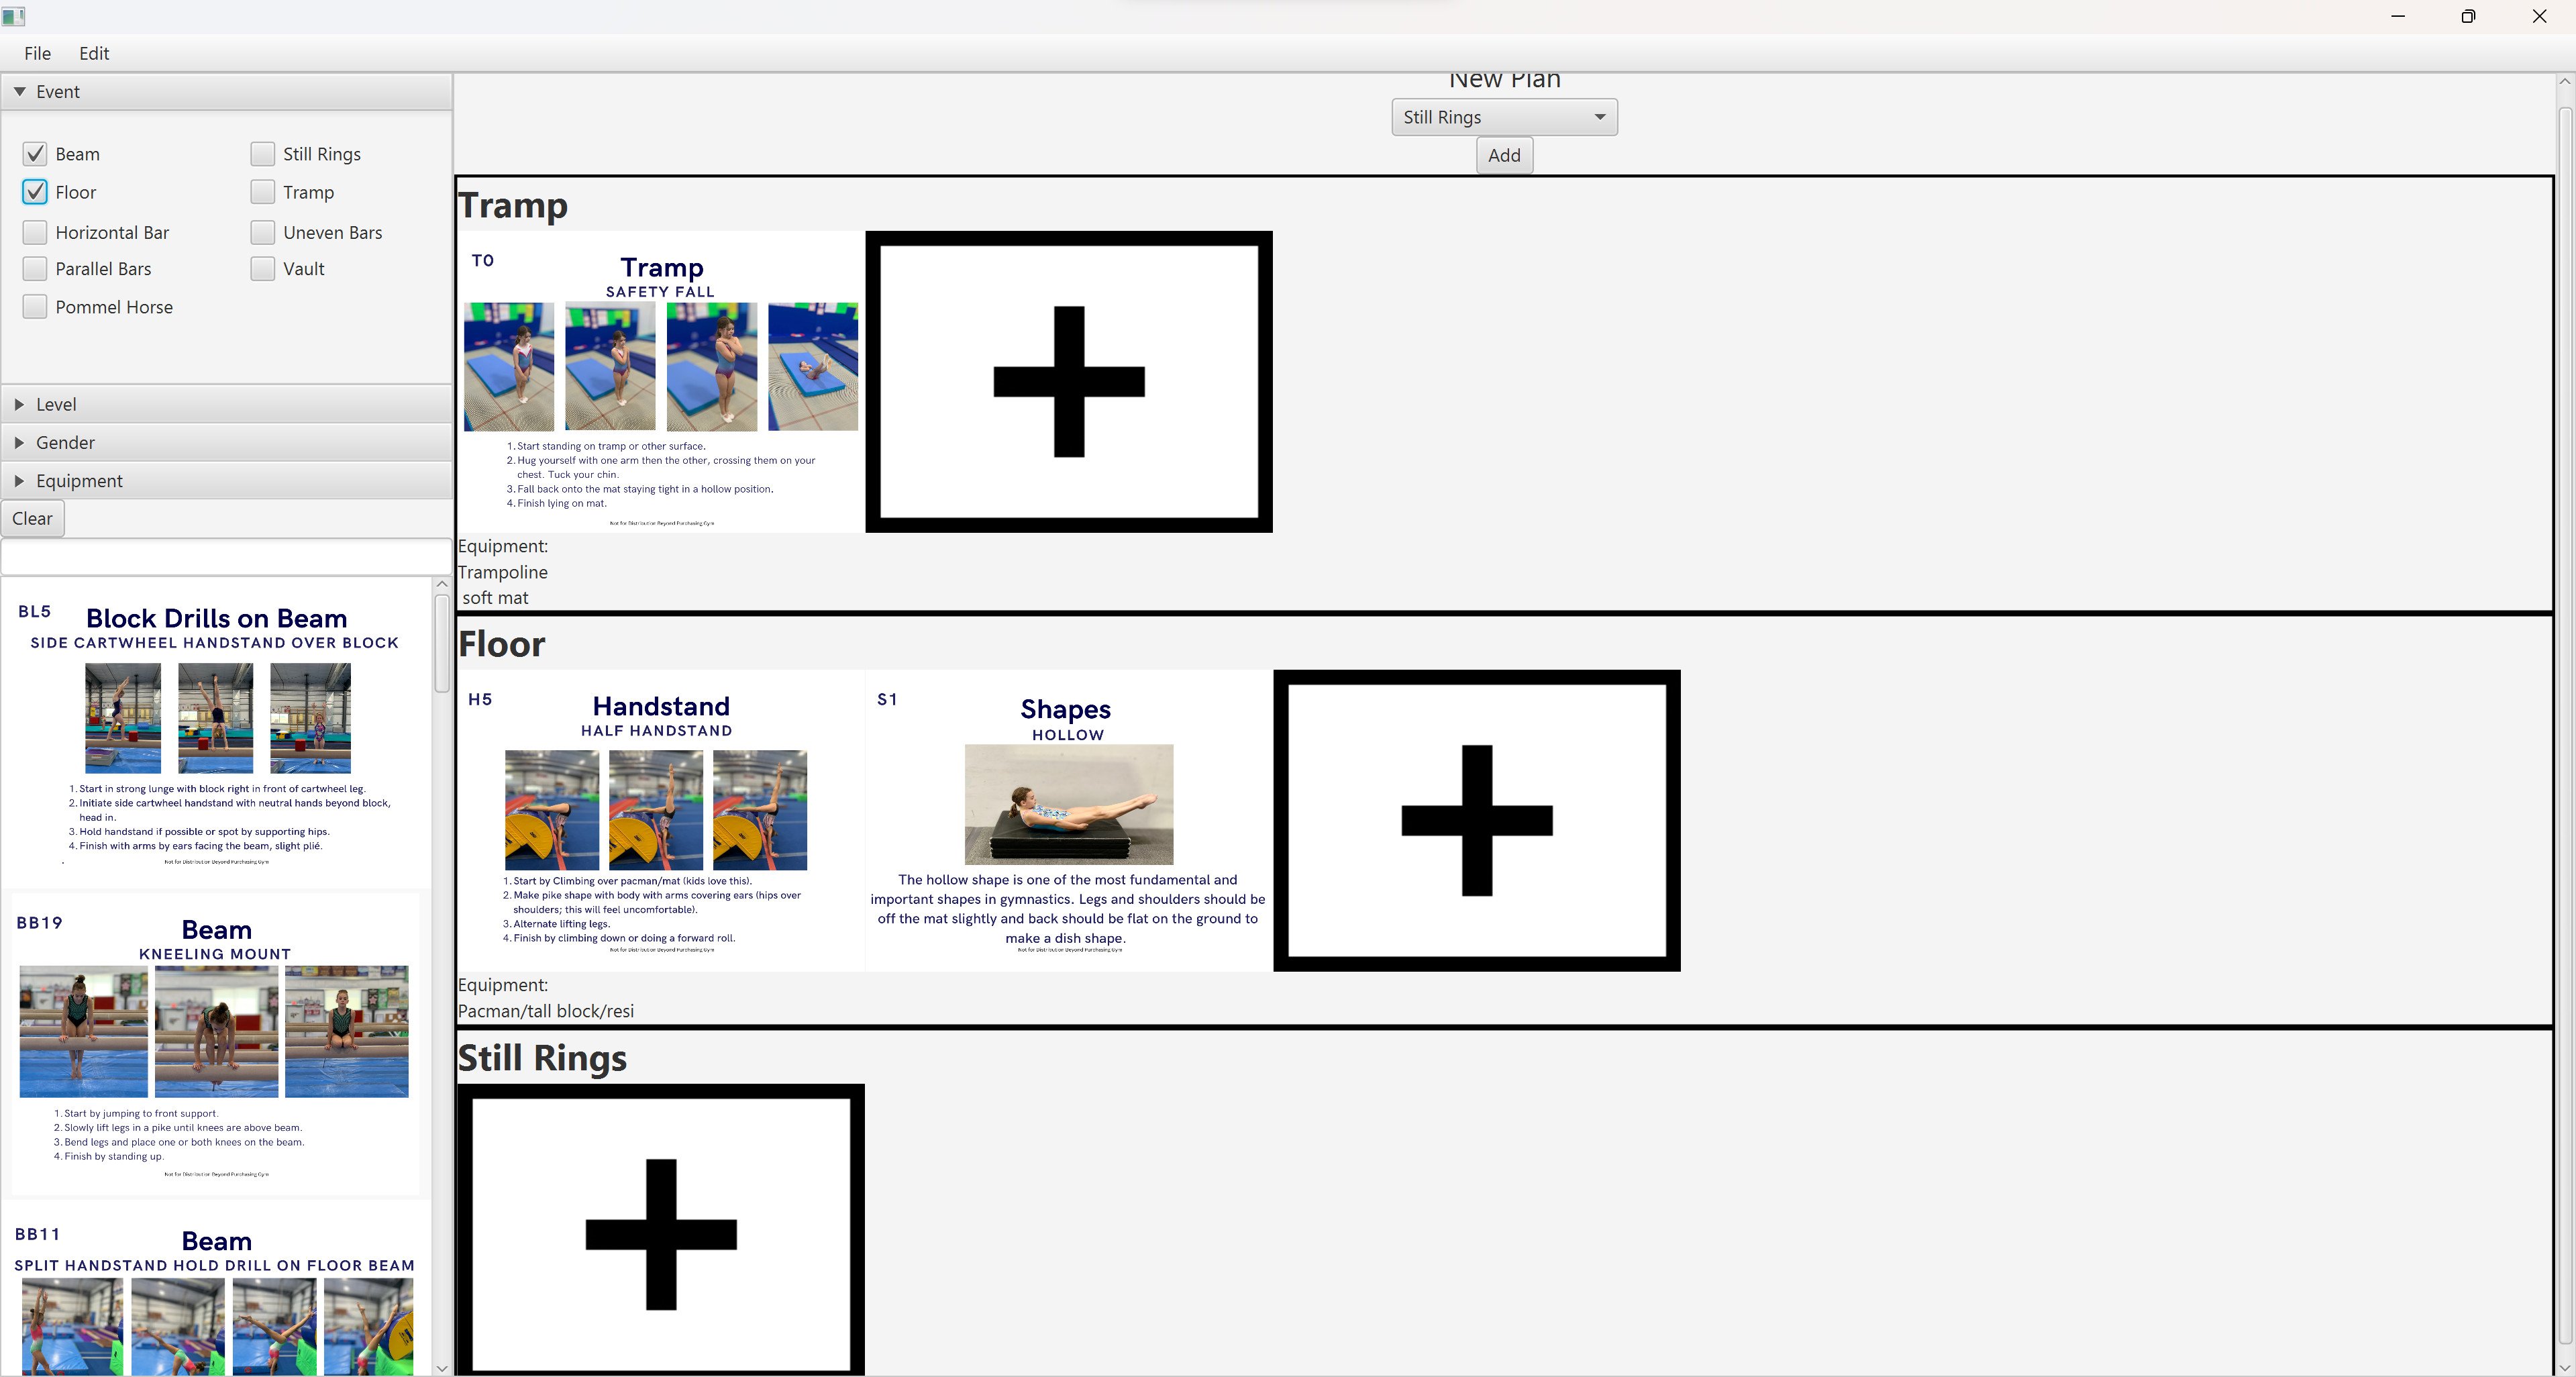 File Edit
Event
Beam
Still Rings
Floor
Tramp
Horizontal Bar
Uneven Bars
Parallel Bars
Vault
Pommel Horse
Level
Gender
Equipment
Clear
BL5
Block Drills on Beam
SIDE CARTWHEEL HANDSTAND OVER BLOCK
1. Start in strong lunge with block right in front of cartwheel leg.
2. Initiate side cartwheel handstand with neutral hands beyond block,
head in.
3. Hold handstand if possible or spot by supporting hips.
4. Finish with arms by ears facing the beam, slight plié.
Not for Distribution Beyond Purchasing Gym
BB19
Beam
KNEELING MOUNT
1. Start by jumping to front support.
2. Slowly lift legs in a pike until knees are above beam.
3. Bend legs and place one or both knees on the beam.
4. Finish by standing up.
Not for Distribution Beyond Purchasing Gym
BB11
Beam
SPLIT HANDSTAND HOLD DRILL ON FLOOR BEAM
New Plan
Still Rings
Add
Tramp
T0
Tramp
SAFETY FALL
1. Start standing on tramp or other surface.
2. Hug yourself with one arm then the other, crossing them on your
chest. Tuck your chin.
3. Fall back onto the mat staying tight in a hollow position.
4. Finish lying on mat.
Not for Distribution Beyond Purchasing Gym
Equipment:
Trampoline
soft mat
Floor
H5
Handstand
HALF HANDSTAND
1. Start by Climbing over pacman/mat (kids love this).
2. Make pike shape with body with arms covering ears (hips over
shoulders; this will feel uncomfortable).
3. Alternate lifting legs.
4. Finish by climbing down or doing a forward roll.
Not for Distribution Beyond Purchasing Gym
S1
Shapes
HOLLOW
The hollow shape is one of the most fundamental and
important shapes in gymnastics. Legs and shoulders should be
off the mat slightly and back should be flat on the ground to
make a dish shape.
Not for Distribution Beyond Purchasing Gym
Equipment:
Pacman/tall block/resi
Still Rings